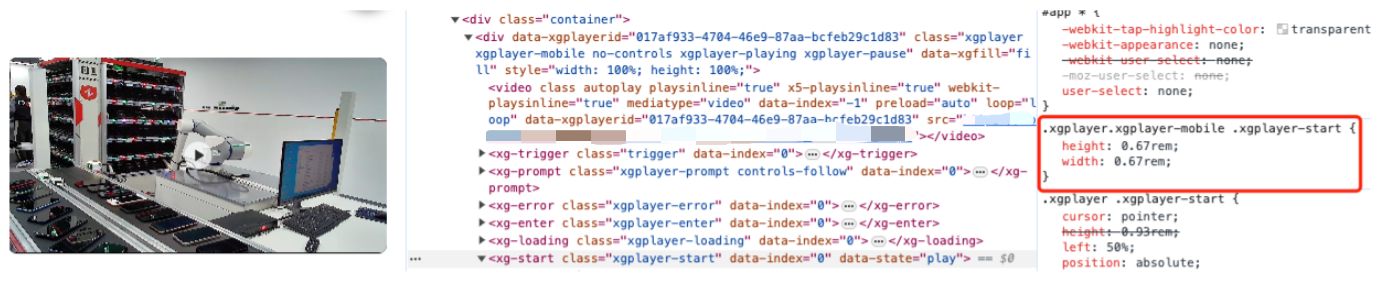 ▼<div class="container">
▼<div data-xgplayerid="017af933-4704-46e9-87aa-bcfeb29c1d83" class="xgplayer
xgplayer-mobile no-controls xgplayer-playing xgplayer-pause" data-xgfill="fi
ll" style="width: 100%; height: 100%;">
<video class autoplay playsinline="true" x5-playsinline="true" webkit-
playsinline="true" mediatype="video" data-index="-1" preload="auto" loop="l
oop" data-xgplayerid="017af933-4704-46e9-87aa-bcfeb29c1d83" src="
"></video>
▶<xg-trigger class="trigger" data-index="0">…</xg-trigger>
▶<xg-prompt class="xgplayer-prompt controls-follow" data-index="0">…</xg-
prompt>
▶<xg-error class="xgplayer-error" data-index="0">…</xg-error>
▶<xg-enter class="xgplayer-enter" data-index="0">…</xg-enter>
▶<xg-loading class="xgplayer-loading" data-index="0">…</xg-loading>
… ▼<xg-start class="xgplayer-start" data-index="0" data-state="play"> == $0
#app * {
-webkit-tap-highlight-color: transparent
-webkit-appearance: none;
-webkit-user-select: none;
-moz-user-select: none;
user-select: none;
}
.xgplayer.xgplayer-mobile .xgplayer-start {
height: 0.67rem;
width: 0.67rem;
}
.xgplayer .xgplayer-start {
cursor: pointer;
height: 0.93rem;
left: 50%;
position: absolute;